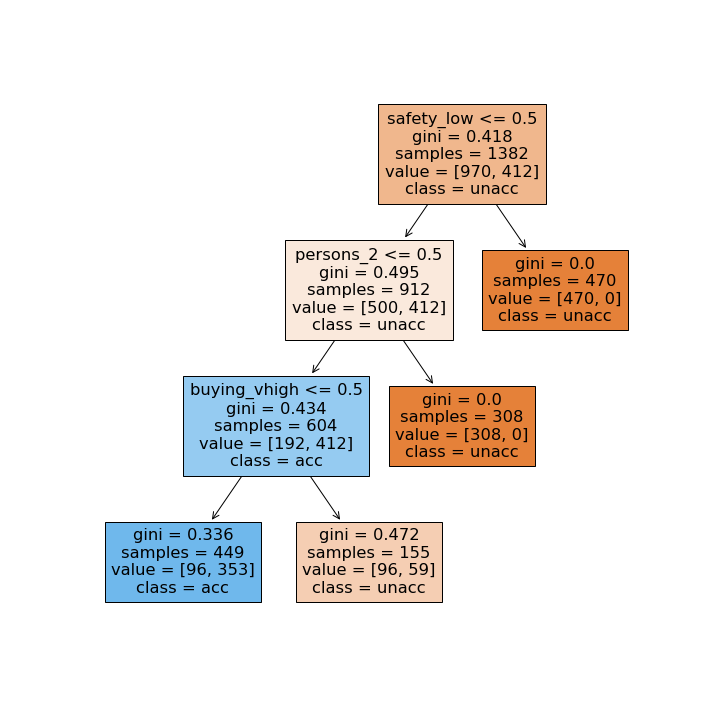 safety_low <= 0.5
gini = 0.418
samples = 1382
value = [970, 412]
class = unacc
persons_2 <= 0.5
gini = 0.495
samples = 912
value = [500, 412]
class = unacc
gini = 0.0
samples = 470
value = [470, 0]
class = unacc
buying_vhigh <= 0.5
gini = 0.434
samples = 604
value = [192, 412]
class = acc
gini = 0.0
samples = 308
value = [308, 0]
class = unacc
gini = 0.336
samples = 449
value = [96, 353]
class = acc
gini = 0.472
samples = 155
value = [96, 59]
class = unacc